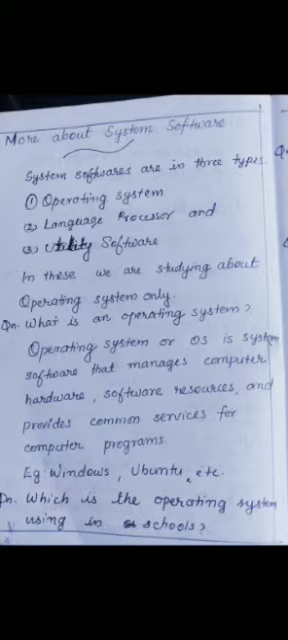 More about System Software
System softwares are in three types.
① Operating system
② Language Processor and
③ Utility Software
In these we are studying about
Operating system only.
Qn. What is an operating system?
Operating system or OS is system
software that manages computer
hardware, software resources, and
provides common services for
computer programs.
Eg: Windows, Ubuntu, etc.
Qn. Which is the operating system
using in schools?